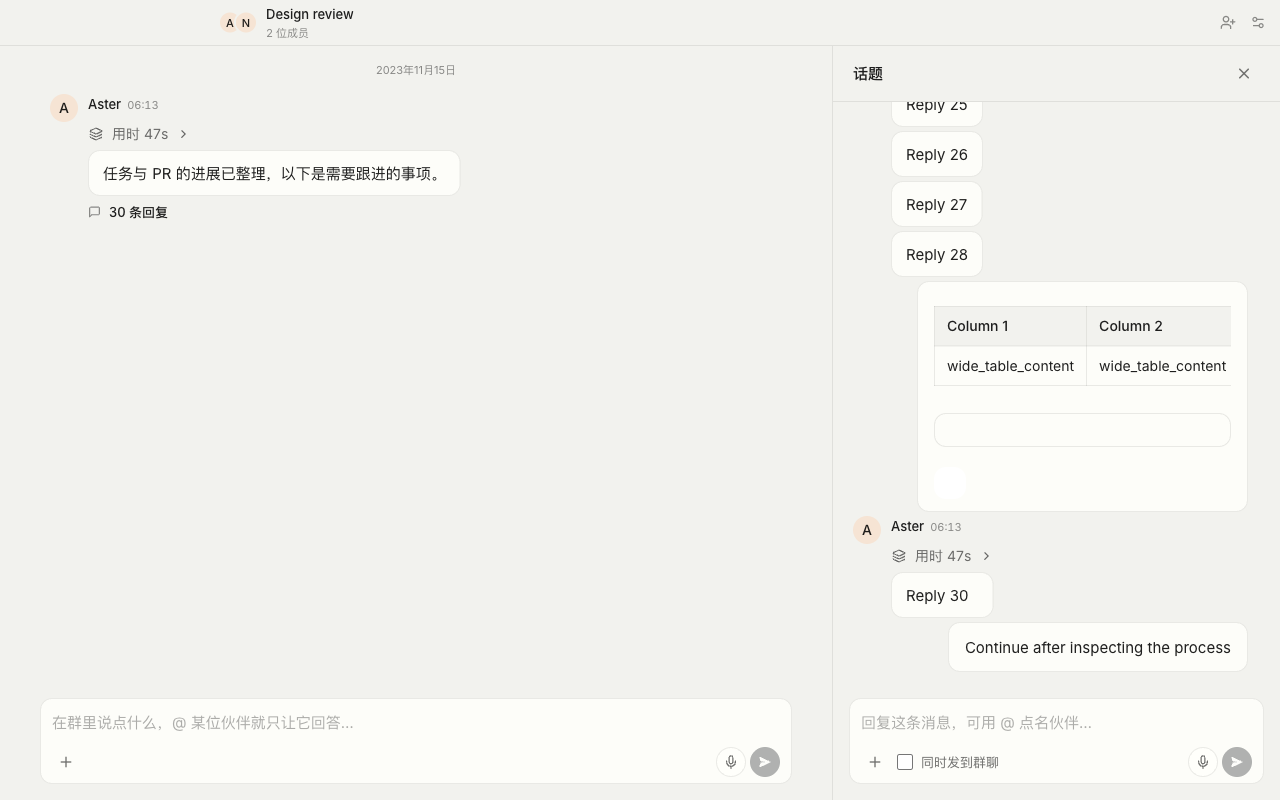 A N
Design review
2 位成员
2023年11月15日
A
Aster 06:13
用时 47s
任务与 PR 的进展已整理，以下是需要跟进的事项。
30 条回复
在群里说点什么，@ 某位伙伴就只让它回答...
话题
Reply 25
Reply 26
Reply 27
Reply 28
Column 1 Column 2
wide_table_content wide_table_content
A
Aster 06:13
用时 47s
Reply 30
Continue after inspecting the process
回复这条消息，可用 @ 点名伙伴...
同时发到群聊